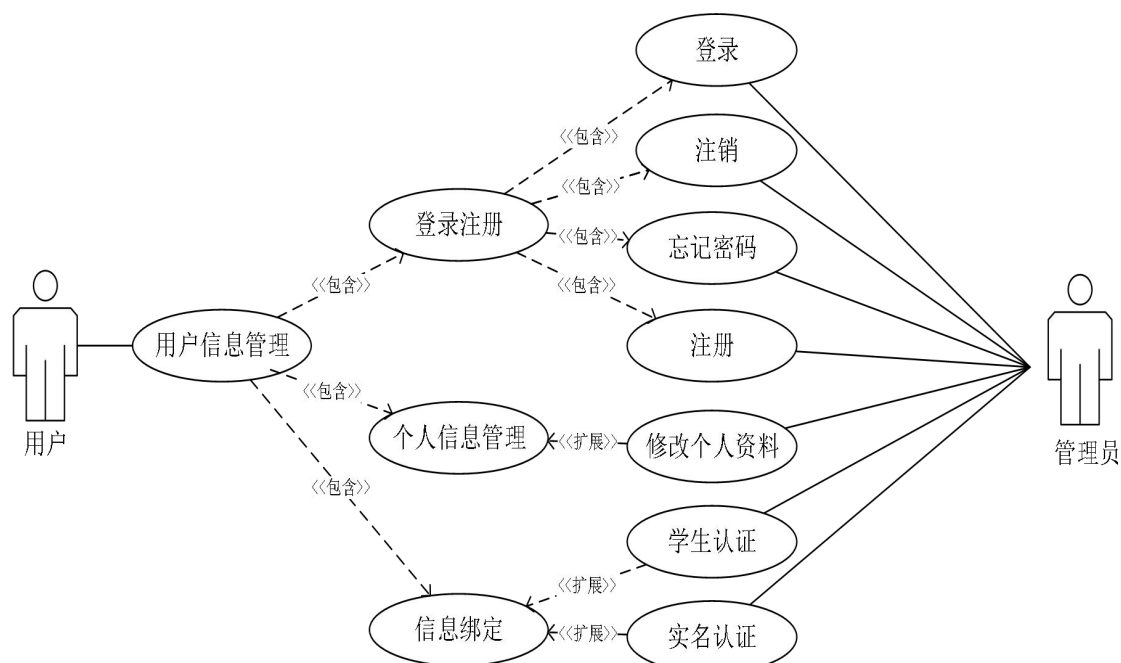 登录
<<包含>>
注销
<<包含>>
登录注册
<<包含>>
忘记密码
<<包含>>
<<包含>>
注册
用户信息管理
<<包含>>
用户
个人信息管理
<<扩展>>
修改个人资料
管理员
<<包含>>
学生认证
<<扩展>>
信息绑定
<<扩展>>
实名认证